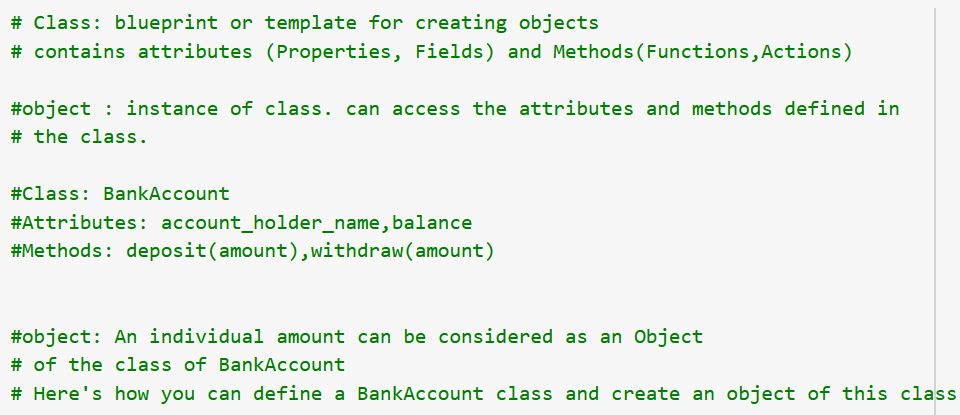 # Class: blueprint or template for creating objects
# contains attributes (Properties, Fields) and Methods(Functions,Actions)
#object : instance of class. can access the attributes and methods defined in
# the class.
#Class: BankAccount
#Attributes: account_holder_name,balance
#Methods: deposit(amount),withdraw(amount)
#object: An individual amount can be considered as an Object
# of the class of BankAccount
# Here's how you can define a BankAccount class and create an object of this class